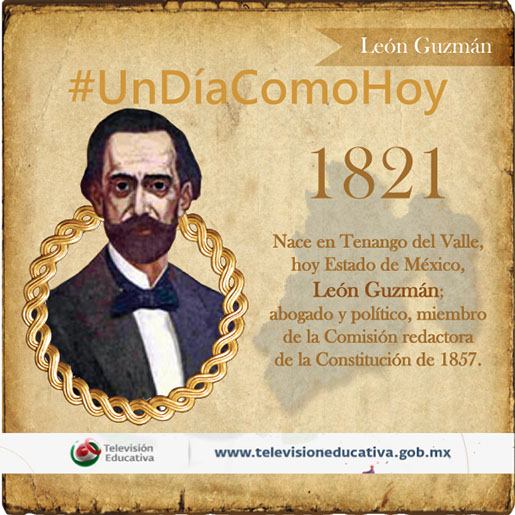 León Guzmán
#UnDíaComoHoy
1821
Nace en Tenango del Valle,
hoy Estado de México,
León Guzmán;
abogado y político, miembro
de la Comisión redactora
de la Constitución de 1857.
Televisión
Educativa
www.televisioneducativa.gob.mx